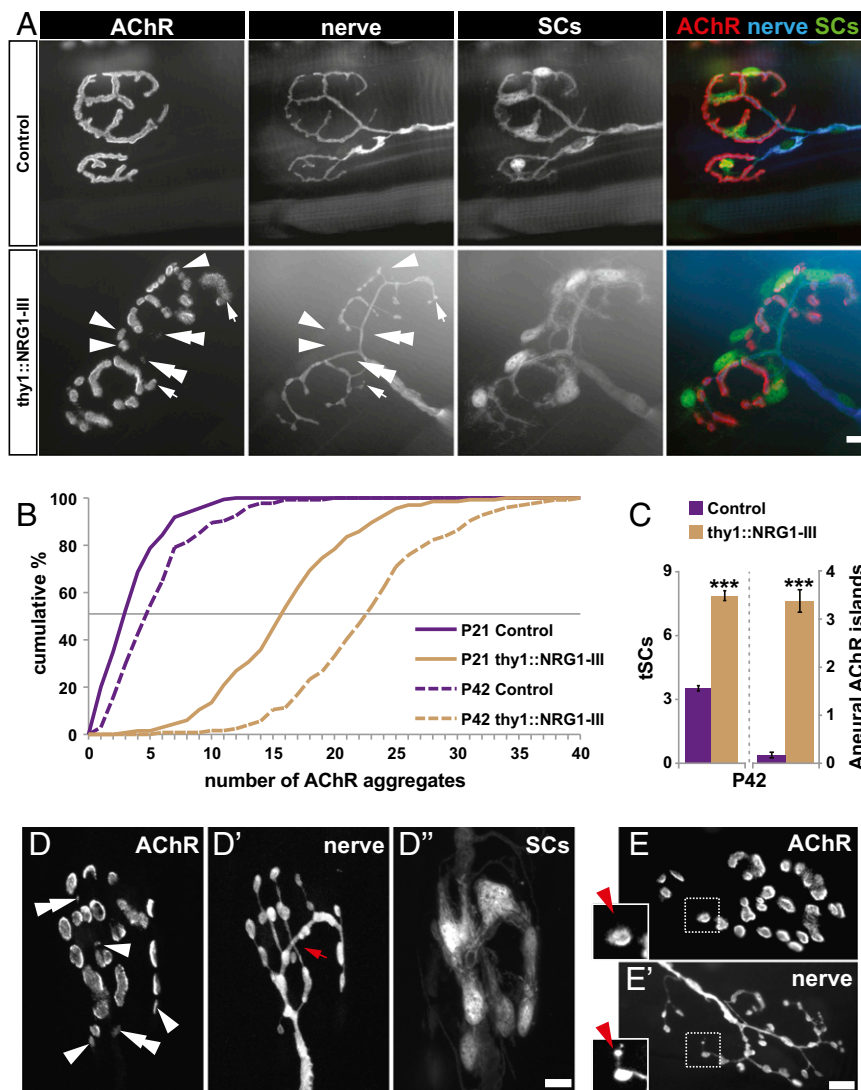 A
AChR nerve SCs AChR nerve SCs
Control
thy1::NRG1-III
B
cumulative %
100
80
60
40
20
0
0 5 10 15 20 25 30 35 40
number of AChR aggregates
P21 Control
P21 thy1::NRG1-III
P42 Control
P42 thy1::NRG1-III
C
Control
thy1::NRG1-III
tSCs
9
6
3
0
*** ***
4
3
2
1
0
Aneural AChR islands
P42
D AChR
D' nerve
D'' SCs
E AChR
E' nerve